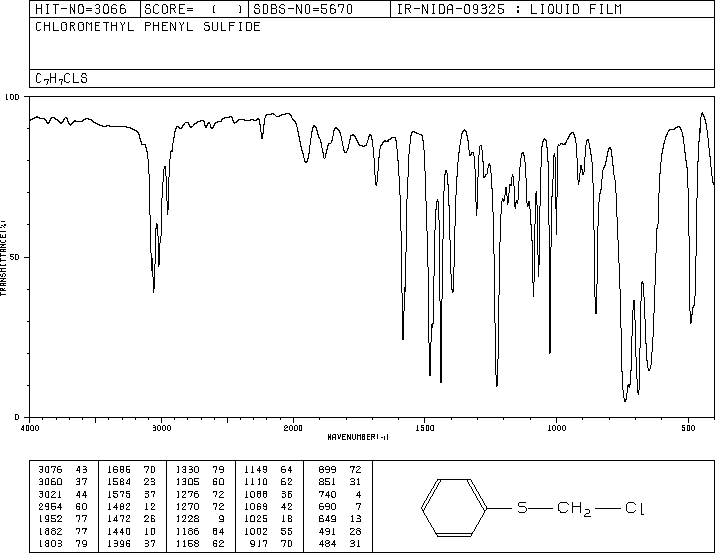 HIT-NO=3066 SCORE= ( ) SDBS-NO=5670 IR-NIDA-09325 : LIQUID FILM
CHLOROMETHYL PHENYL SULFIDE
C₇H₇CLS
100
50
0
TRANSMITTANCE(%)
4000 3000 2000 1500 1000 500
WAVENUMBER(-1)
3076 43 1686 70 1330 79 1149 64 899 72
3060 37 1584 23 1305 60 1110 62 851 31
3021 44 1575 37 1276 72 1088 36 740 4
2954 60 1482 12 1270 72 1069 42 690 7
1952 77 1472 26 1228 9 1025 18 649 13
1882 77 1440 10 1186 64 1002 55 491 28
1803 79 1396 37 1158 62 917 70 484 31
S CH₂ Cl